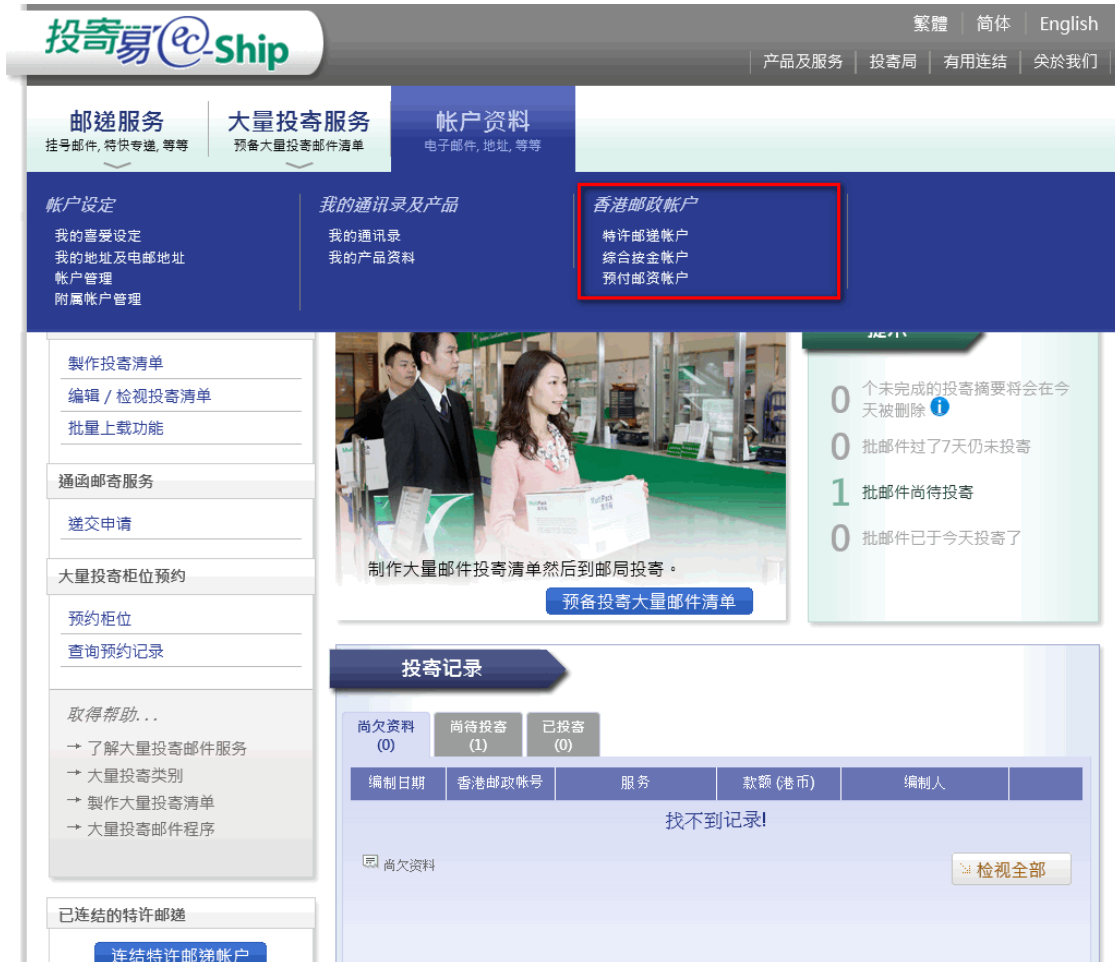 投寄易 ec-Ship
繁體 简体 English
产品及服务 投寄局 有用连结 关於我们
邮递服务 大量投寄服务 帐户资料
挂号邮件, 特快专递, 等等 预备大量投寄邮件清单 电子邮件, 地址, 等等
帐户设定 我的通讯录及产品 香港邮政帐户
我的喜爱设定 我的通讯录 特许邮递帐户
我的地址及电邮地址 我的产品资料 综合按金帐户
帐户管理 预付邮资帐户
附属帐户管理
製作投寄清单
编辑 / 检视投寄清单
批量上载功能
通函邮寄服务
递交申请
大量投寄柜位预约
预约柜位
查询预约记录
取得帮助...
→ 了解大量投寄邮件服务
→ 大量投寄类别
→ 製作大量投寄清单
→ 大量投寄邮件程序
已连结的特许邮递
连结特许邮递帐户
制作大量邮件投寄清单然后到邮局投寄。
预备投寄大量邮件清单
提示
0 个未完成的投寄摘要将会在今
天被删除
0 批邮件过了7天仍未投寄
1 批邮件尚待投寄
0 批邮件已于今天投寄了
投寄记录
尚欠资料 尚待投寄 已投寄
(0) (1) (0)
编制日期 香港邮政帐号 服务 款额 (港币) 编制人
找不到记录!
尚欠资料
检视全部